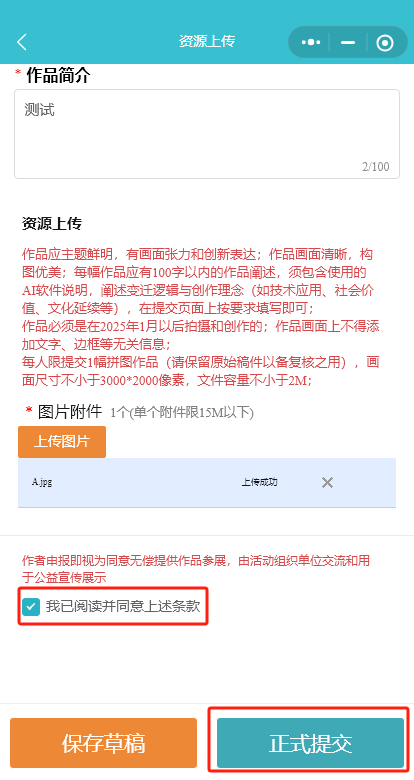 资源上传
* 作品简介
测试
2/100
资源上传
作品应主题鲜明，有画面张力和创新表达；作品画面清晰，构
图优美；每幅作品应有100字以内的作品阐述，须包含使用的
AI软件说明，阐述变迁逻辑与创作理念（如技术应用、社会价
值、文化延续等），在提交页面上按要求填写即可；
作品必须是在2025年1月以后拍摄和创作的；作品画面上不得添
加文字、边框等无关信息；
每人限提交1幅拼图作品（请保留原始稿件以备复核之用），画
面尺寸不小于3000*2000像素，文件容量不小于2M；
* 图片附件 1个(单个附件限15M以下)
上传图片
A.jpg 上传成功
作者申报即视为同意无偿提供作品参展，由活动组织单位交流和用
于公益宣传展示
我已阅读并同意上述条款
保存草稿 正式提交